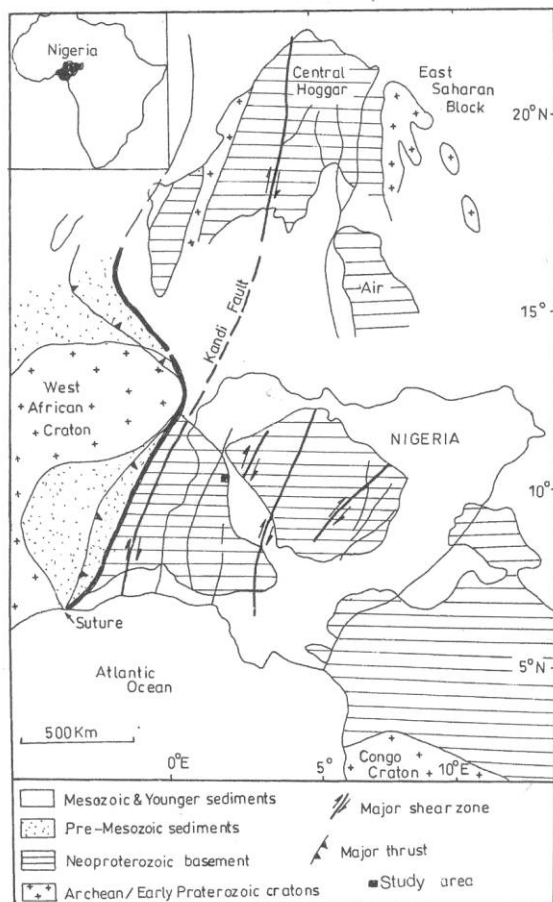 Nigeria
Central
Hoggar
East
Saharan
Block
20°N
Air
15°
Kandi Fault
West
African
Craton
NIGERIA
10°
Suture
5°N
Atlantic
Ocean
500Km
0°E
5°
10°E
Congo
Craton
Mesozoic & Younger sediments
Pre-Mesozoic sediments
Neoproterozoic basement
Archean/Early Praterozoic cratons
Major shear zone
Major thrust
Study area